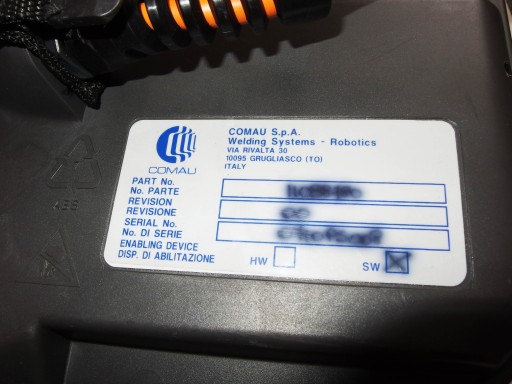 COMAU S.p.A.
Welding Systems - Robotics
VIA RIVALTA 30
10095 GRUGLIASCO (TO)
ITALY
COMAU
PART No.
No. PARTE
REVISION
REVISIONE
SERIAL No.
No. DI SERIE
ENABLING DEVICE
DISP. DI ABILITAZIONE
HW
SW
ABS